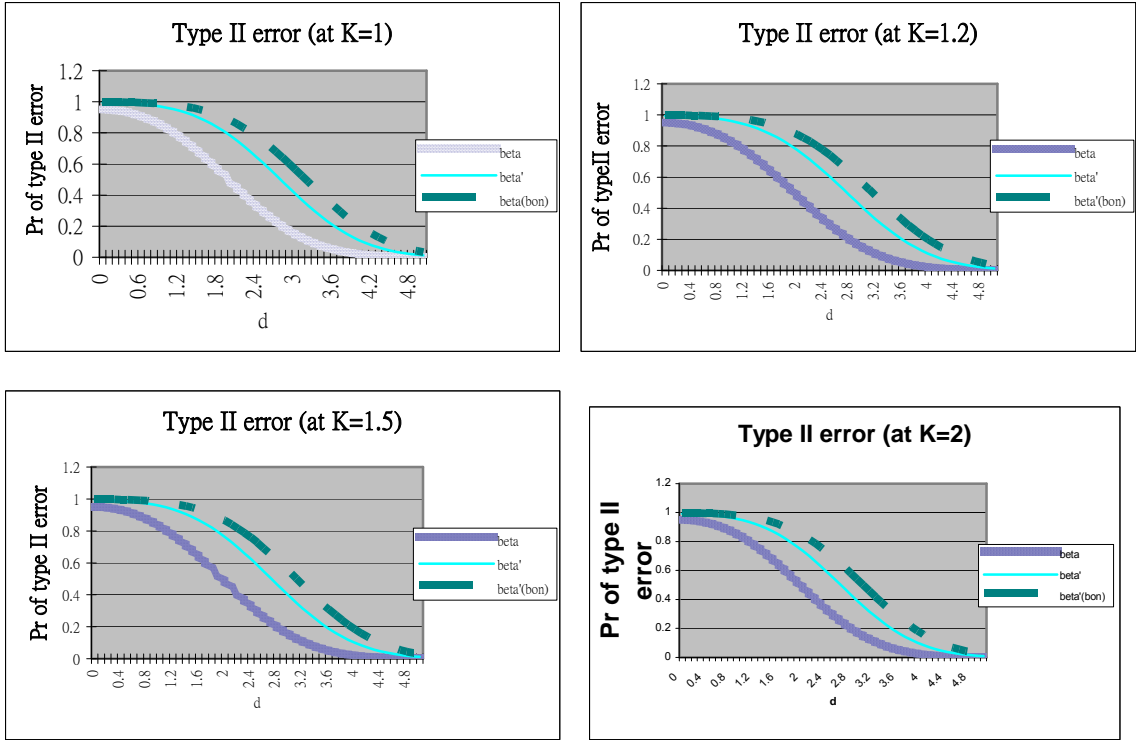 Type II error (at K=1)
Pr of type II error
1.2
1
0.8
0.6
0.4
0.2
0
0 0.6 1.2 1.8 2.4 3 3.6 4.2 4.8
d
beta
beta'
beta(bon)
Type II error (at K=1.2)
Pr of typeII error
1.2
1
0.8
0.6
0.4
0.2
0
0 0.4 0.8 1.2 1.6 2 2.4 2.8 3.2 3.6 4 4.4 4.8
d
beta
beta'
beta'(bon)
Type II error (at K=1.5)
Pr of type II error
1.2
1
0.8
0.6
0.4
0.2
0
0 0.4 0.8 1.2 1.6 2 2.4 2.8 3.2 3.6 4 4.4 4.8
d
beta
beta'
beta'(bon)
Type II error (at K=2)
Pr of type II
error
1.2
1
0.8
0.6
0.4
0.2
0
0 0.4 0.8 1.2 1.6 2 2.4 2.8 3.2 3.6 4 4.4 4.8
d
beta
beta'
beta'(bon)